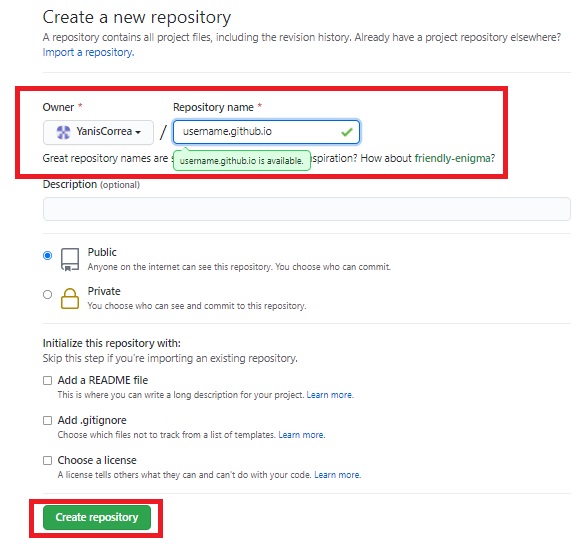 Create a new repository
A repository contains all project files, including the revision history. Already have a project repository elsewhere?
Import a repository.
Owner * Repository name *
YanisCorrea / username.github.io
Great repository names are s nspiration? How about friendly-enigma?
username.github.io is available.
Description (optional)
Public
Anyone on the internet can see this repository. You choose who can commit.
Private
You choose who can see and commit to this repository.
Initialize this repository with:
Skip this step if you're importing an existing repository.
Add a README file
This is where you can write a long description for your project. Learn more.
Add .gitignore
Choose which files not to track from a list of templates. Learn more.
Choose a license
A license tells others what they can and can't do with your code. Learn more.
Create repository